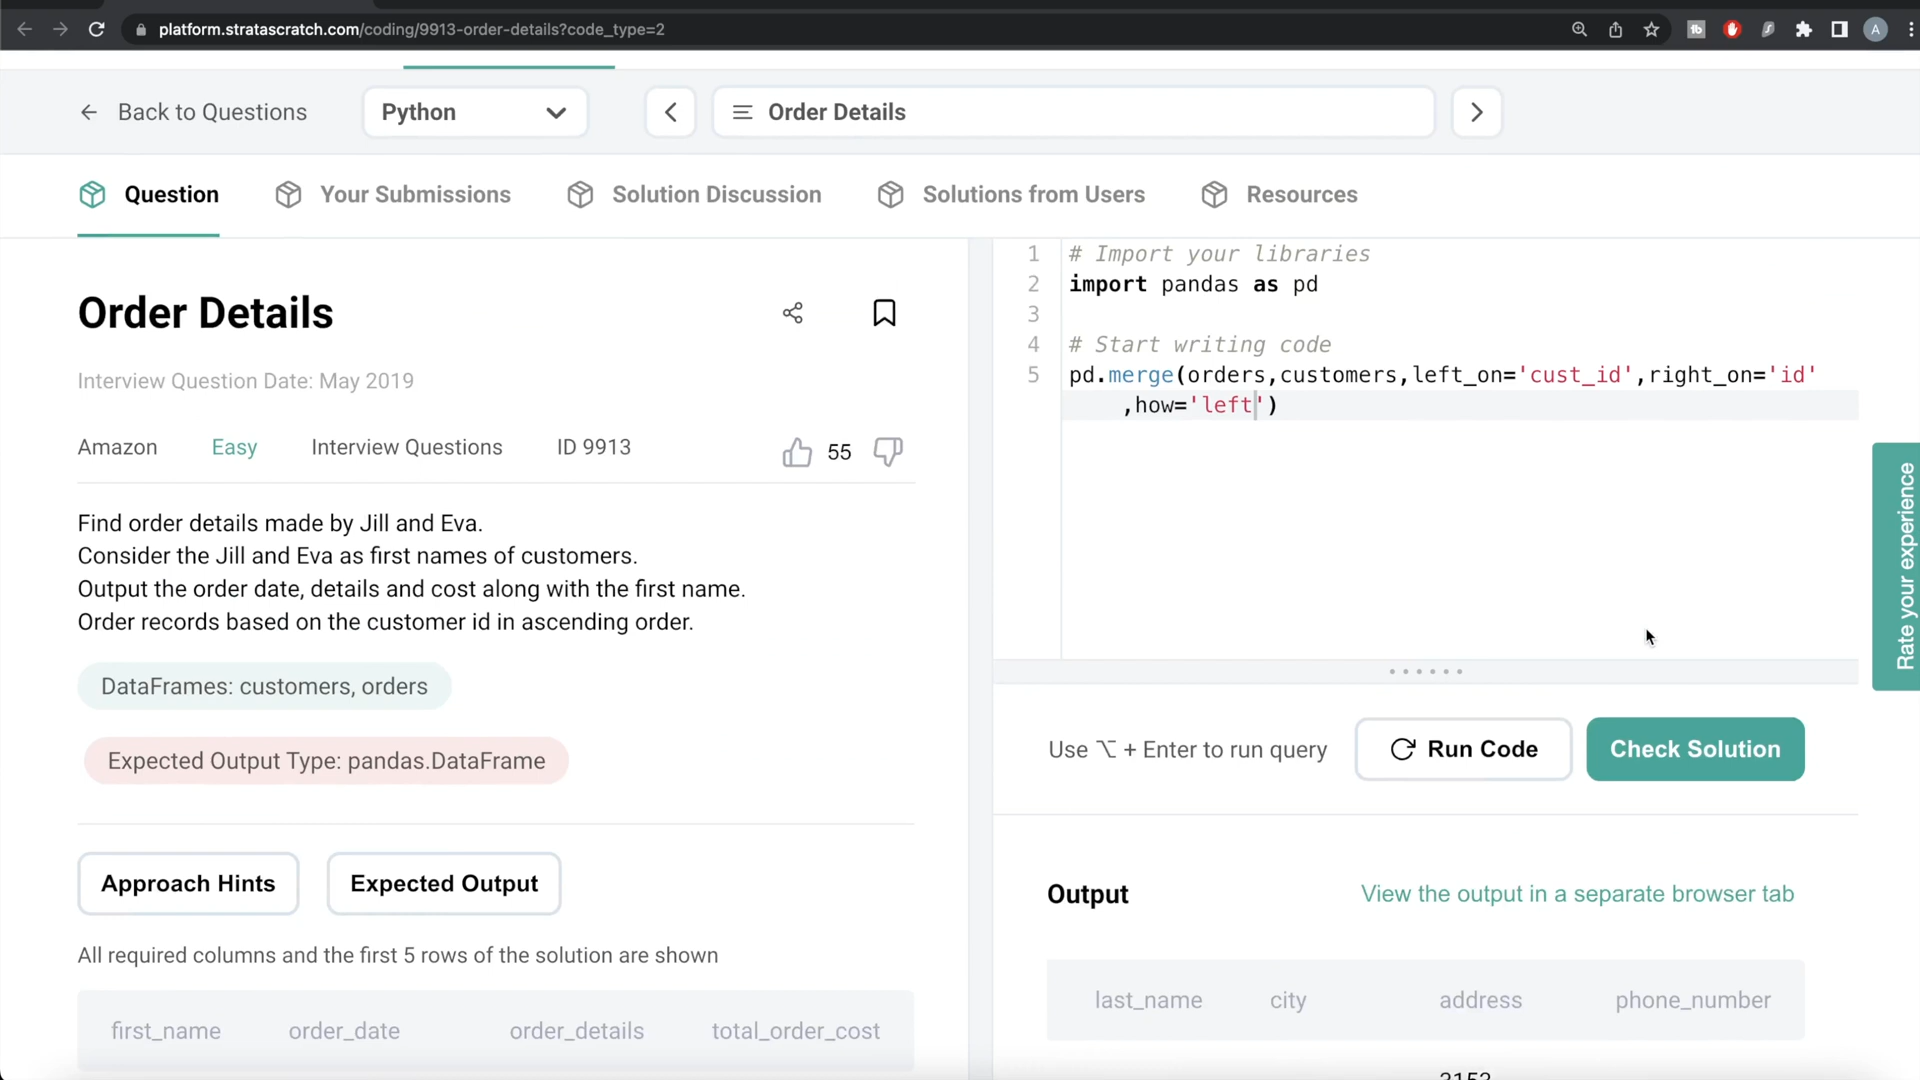 platform.stratascratch.com/coding/9913-order-details?code_type=2
A
Back to Questions
Python
Order Details
Question
Your Submissions
Solution Discussion
Solutions from Users
Resources
Order Details
Interview Question Date: May 2019
Amazon
Easy
Interview Questions
ID 9913
55
Find order details made by Jill and Eva.
Consider the Jill and Eva as first names of customers.
Output the order date, details and cost along with the first name.
Order records based on the customer id in ascending order.
DataFrames: customers, orders
Expected Output Type: pandas.DataFrame
Approach Hints
Expected Output
All required columns and the first 5 rows of the solution are shown
first_name order_date order_details total_order_cost
1 # Import your libraries
2 import pandas as pd
3
4 # Start writing code
5 pd.merge(orders,customers,left_on='cust_id',right_on='id'
,how='left')
Rate your experience
Use ⌥ + Enter to run query
Run Code
Check Solution
Output
View the output in a separate browser tab
last_name city address phone_number